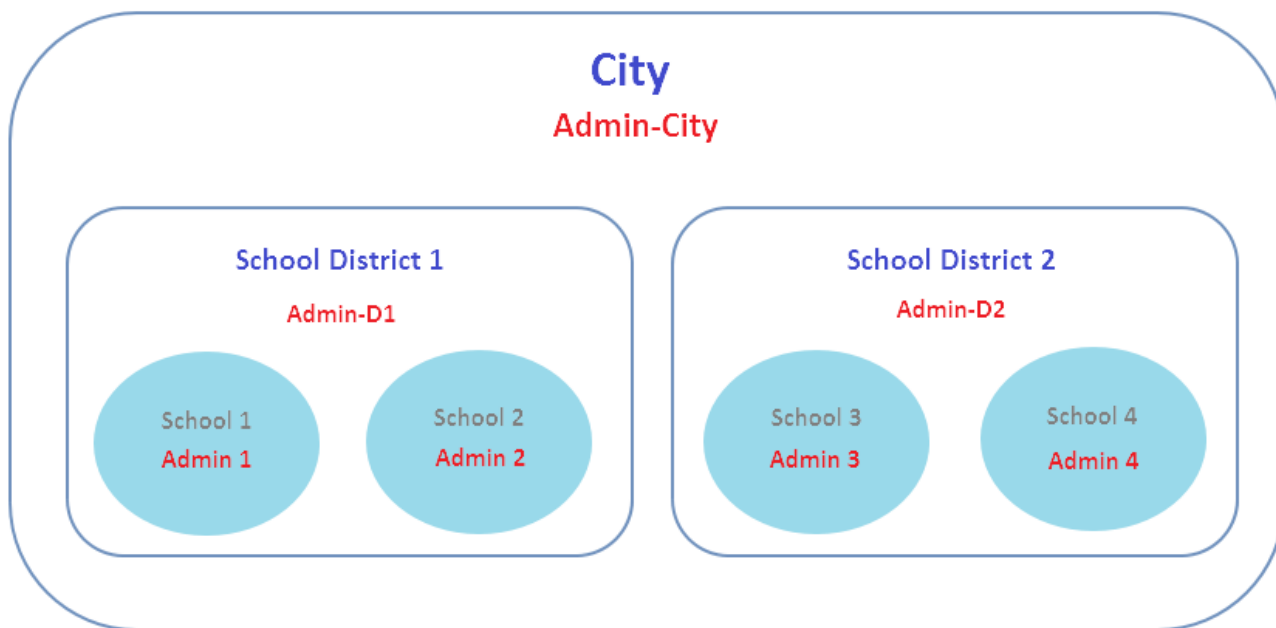 City
Admin-City
School District 1
Admin-D1
School 1
Admin 1
School 2
Admin 2
School District 2
Admin-D2
School 3
Admin 3
School 4
Admin 4